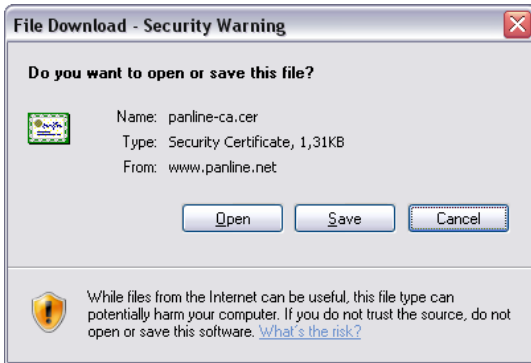 File Download - Security Warning
Do you want to open or save this file?
Name: panline-ca.cer
Type: Security Certificate, 1,31KB
From: www.panline.net
Open Save Cancel
While files from the Internet can be useful, this file type can
potentially harm your computer. If you do not trust the source, do not
open or save this software. What's the risk?